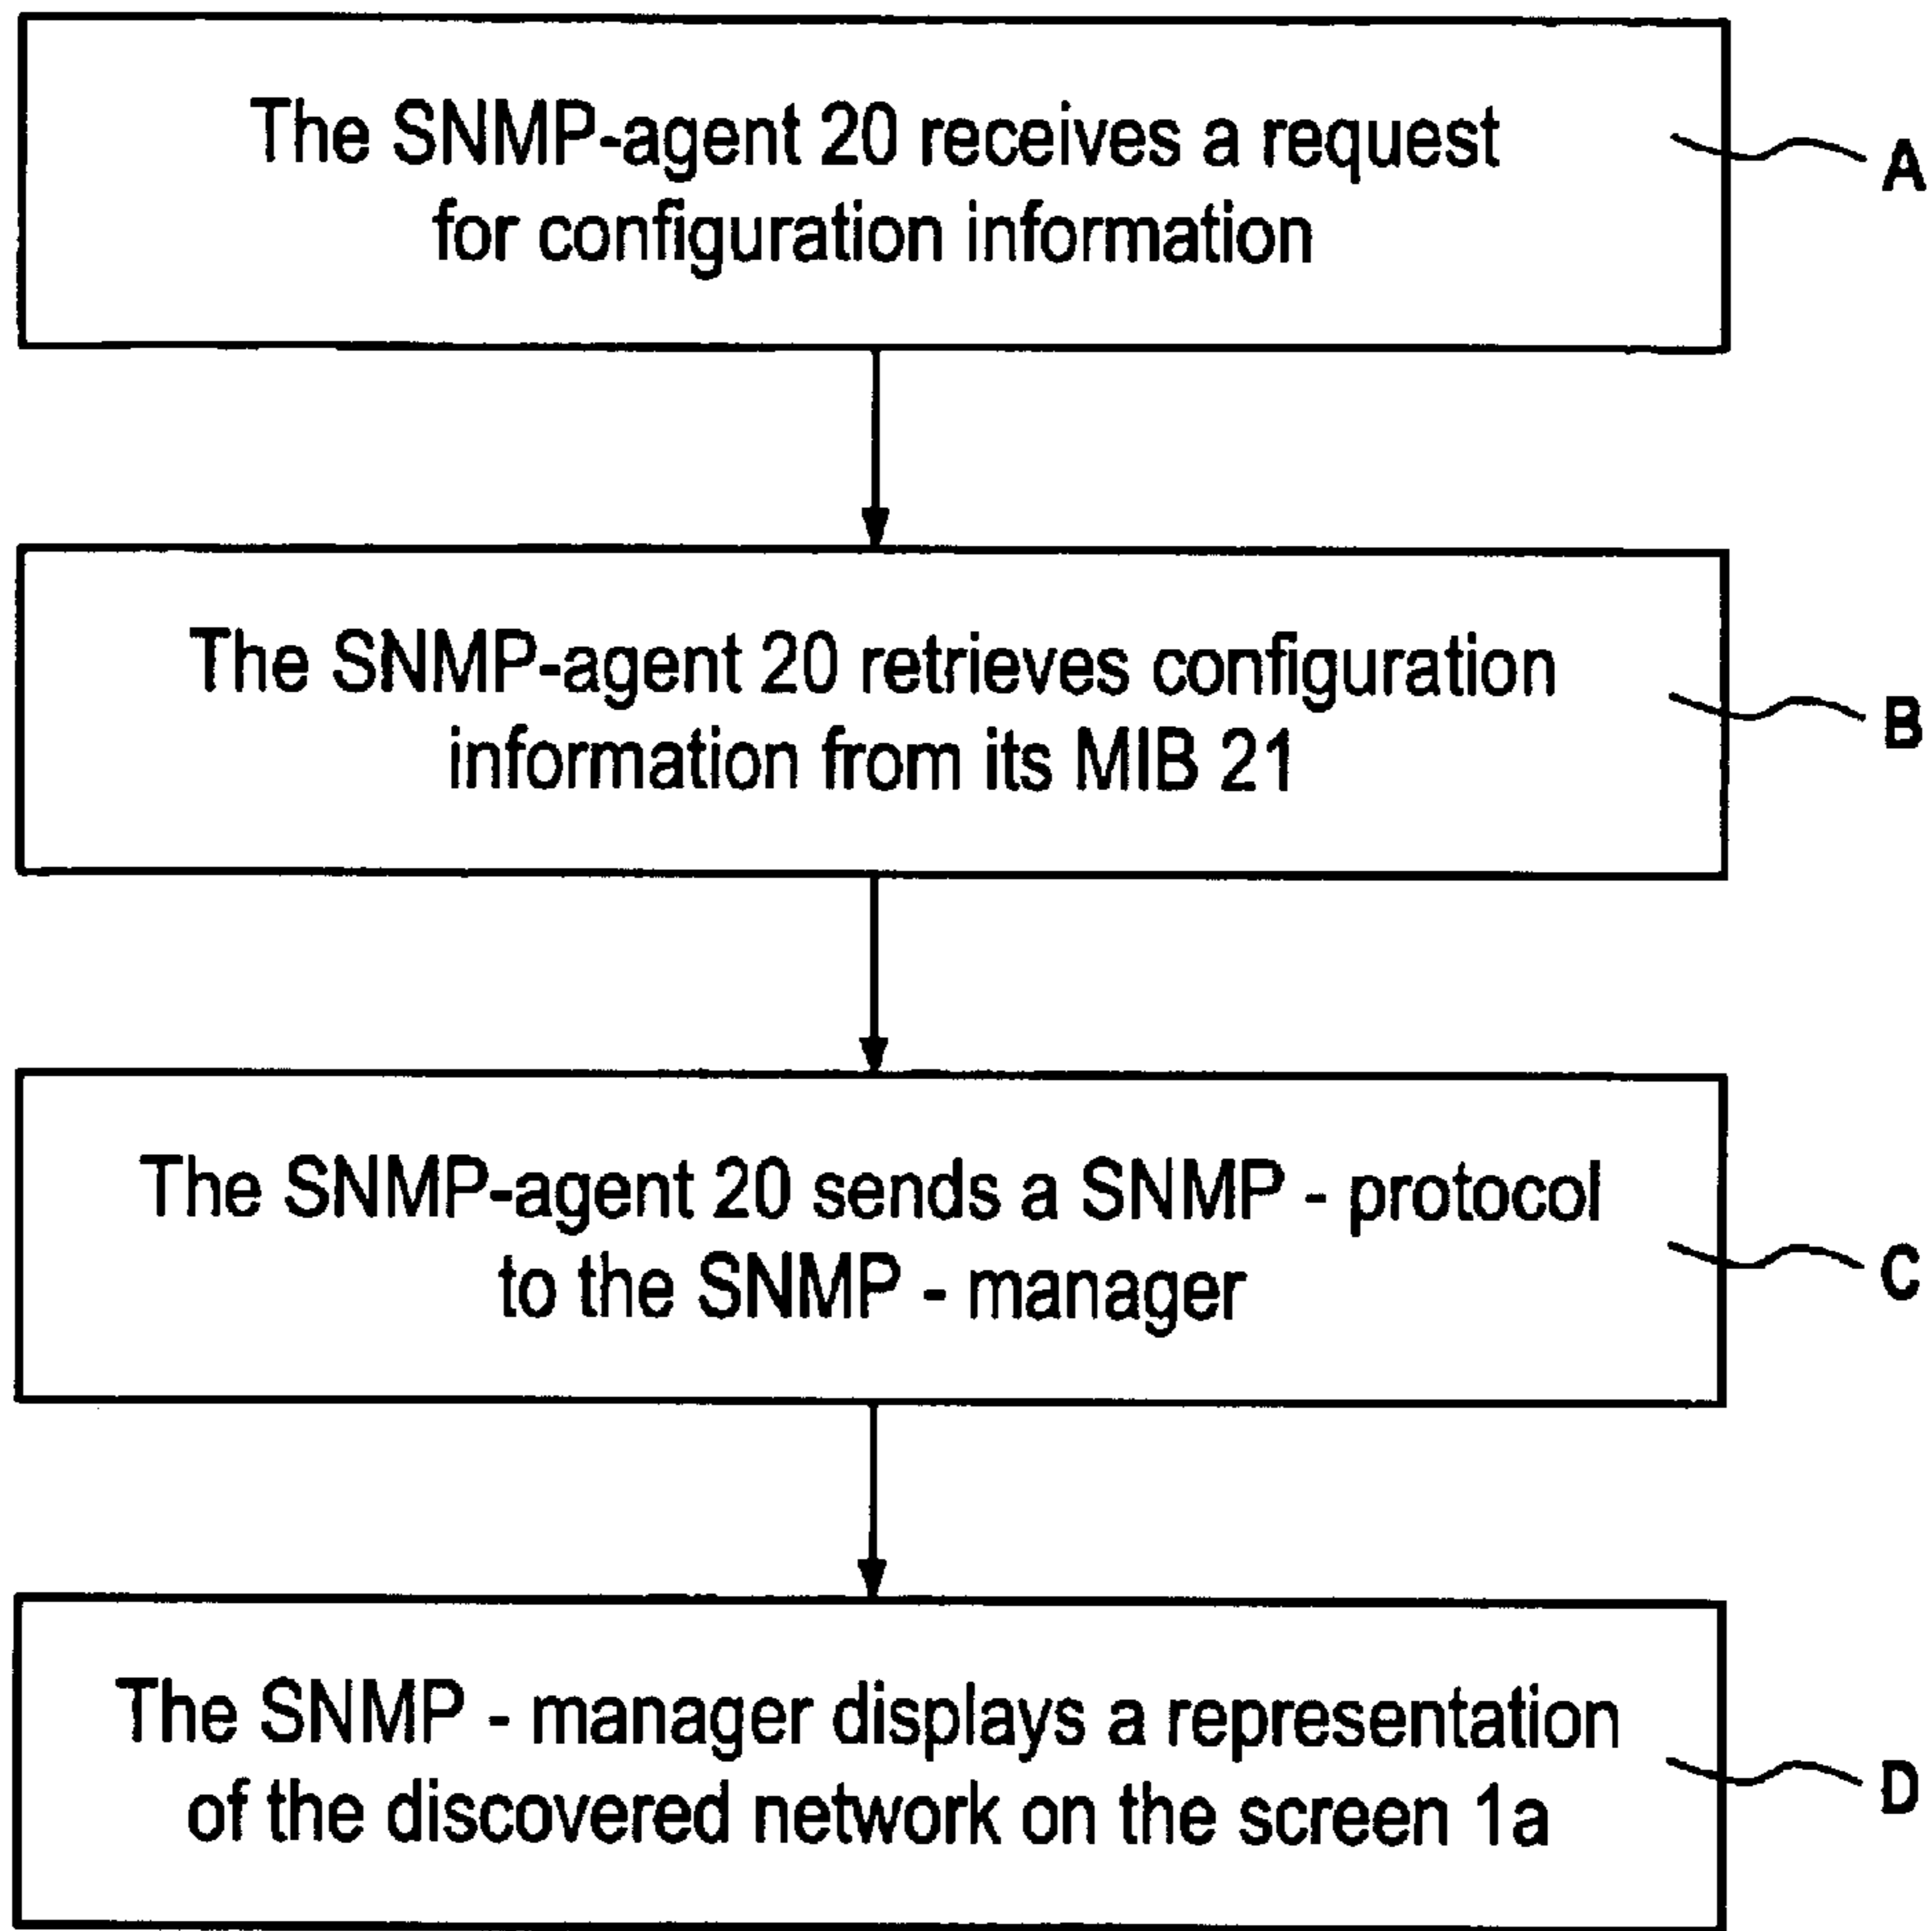 The SNMP-agent 20 receives a request
for configuration information
A
The SNMP-agent 20 retrieves configuration
information from its MIB 21
B
The SNMP-agent 20 sends a SNMP - protocol
to the SNMP - manager
C
The SNMP - manager displays a representation
of the discovered network on the screen 1a
D